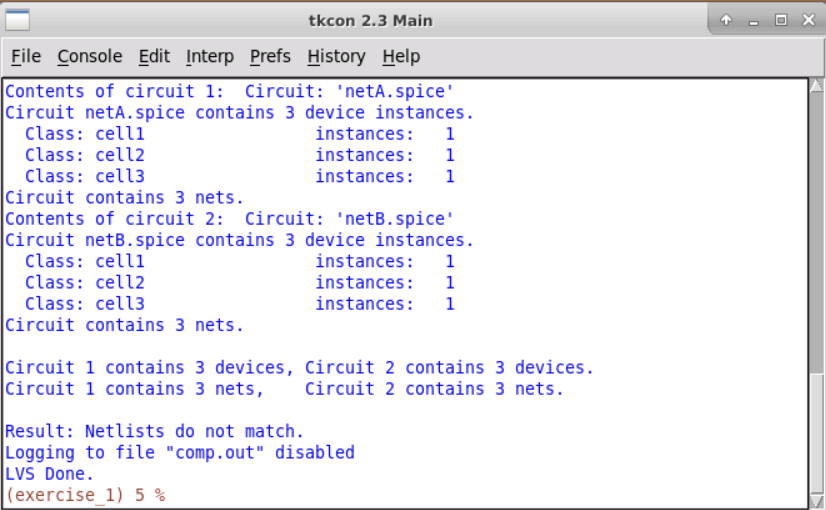 tkcon 2.3 Main
File Console Edit Interp Prefs History Help
Contents of circuit 1:  Circuit: 'netA.spice'
Circuit netA.spice contains 3 device instances.
  Class: cell1                 instances:   1
  Class: cell2                 instances:   1
  Class: cell3                 instances:   1
Circuit contains 3 nets.
Contents of circuit 2:  Circuit: 'netB.spice'
Circuit netB.spice contains 3 device instances.
  Class: cell1                 instances:   1
  Class: cell2                 instances:   1
  Class: cell3                 instances:   1
Circuit contains 3 nets.

Circuit 1 contains 3 devices, Circuit 2 contains 3 devices.
Circuit 1 contains 3 nets,    Circuit 2 contains 3 nets.

Result: Netlists do not match.
Logging to file "comp.out" disabled
LVS Done.
(exercise_1) 5 %